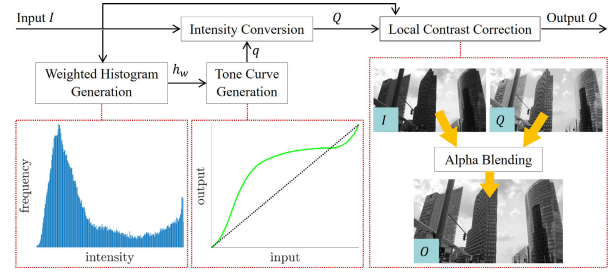 Input I
Intensity Conversion
Q
Local Contrast Correction
Output O
q
Weighted Histogram
Generation
h_w
Tone Curve
Generation
I
Q
Alpha Blending
O
frequency
intensity
output
input